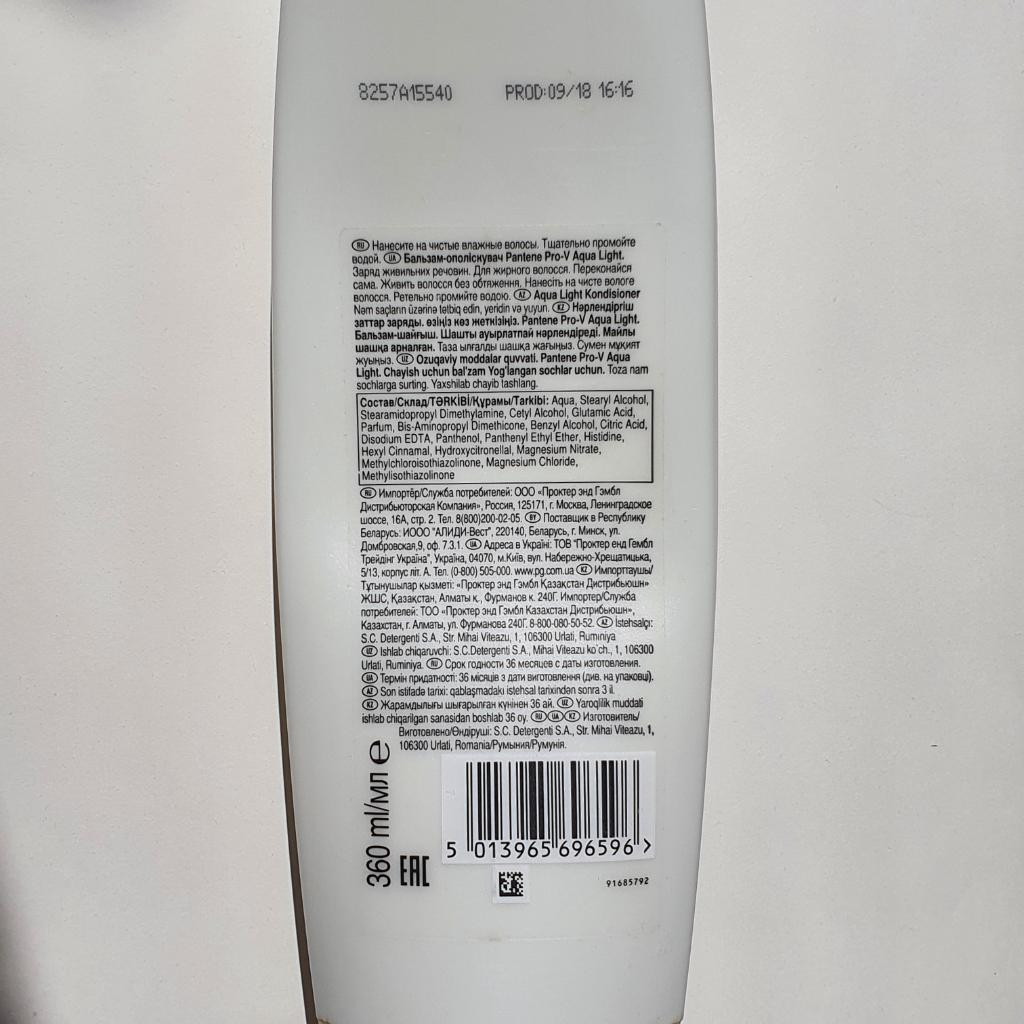 8257A15540 PROD:09/18 16:16
RU Нанесите на чистые влажные волосы. Тщательно промойте
водой. UA Бальзам-ополіскувач Pantene Pro-V Aqua Light.
Заряд живильних речовин. Для жирного волосся. Переконайся
сама. Живить волосся без обтяження. Нанесіть на чисте вологе
волосся. Ретельно промийте водою. AZ Aqua Light Kondisioner
Nəm saçların üzərinə tətbiq edin, yeridin və yuyun. KZ Нәрлендіргіш
заттар заряды. өзіңіз көз жеткізіңіз. Pantene Pro-V Aqua Light.
Бальзам-шайғыш. Шашты ауырлатпай нәрлендіреді. Майлы
шашқа арналған. Таза ылғалды шашқа жағыңыз. Сумен мұқият
жуыңыз. UZ Ozuqaviy moddalar quvvati. Pantene Pro-V Aqua
Light. Chayish uchun bal'zam Yog'langan sochlar uchun. Toza nam
sochlarga surting. Yaxshilab chayib tashlang.
Состав/Склад/TƏRKİBİ/Құрамы/Tarkibi: Aqua, Stearyl Alcohol,
Stearamidopropyl Dimethylamine, Cetyl Alcohol, Glutamic Acid,
Parfum, Bis-Aminopropyl Dimethicone, Benzyl Alcohol, Citric Acid,
Disodium EDTA, Panthenol, Panthenyl Ethyl Ether, Histidine,
Hexyl Cinnamal, Hydroxycitronellal, Magnesium Nitrate,
Methylchloroisothiazolinone, Magnesium Chloride,
Methylisothiazolinone
RU Импортёр/Служба потребителей: ООО «Проктер энд Гэмбл
Дистрибьюторская Компания», Россия, 125171, г. Москва, Ленинградское
шоссе, 16А, стр. 2. Тел. 8(800)200-02-05. BY Поставщик в Республику
Беларусь: ИООО "АЛИДИ-Вест", 220140, Беларусь, г. Минск, ул.
Домбровская,9, оф. 7.3.1. UA Адреса в Україні: ТОВ "Проктер енд Гембл
Трейдінг Україна", Україна, 04070, м.Київ, вул. Набережно-Хрещатицька,
5/13, корпус літ. А. Тел. (0-800) 505-000. www.pg.com.ua KZ Импорттаушы/
Тұтынушылар қызметі: «Проктер энд Гэмбл Қазақстан Дистрибьюшн»
ЖШС, Қазақстан, Алматы қ., Фурманов к. 240Г. Импортер/Служба
потребителей: ТОО «Проктер энд Гэмбл Казахстан Дистрибьюшн»,
Казахстан, г. Алматы, ул. Фурманова 240Г. 8-800-080-50-52. AZ İstehsalçı:
S.C. Detergenti S.A., Str. Mihai Viteazu, 1, 106300 Urlati, Rumıniya
UZ Ishlab chiqaruvchi: S.C.Detergenti S.A., Mihai Viteazu ko`ch., 1, 106300
Urlati, Ruminiya. RU Срок годности 36 месяцев с даты изготовления.
UA Термін придатності: 36 місяців з дати виготовлення (див. на упаковці).
AZ Son istifadə tarixi: qablaşmadakı istehsal tarixindən sonra 3 il.
KZ Жарамдылығы шығарылған күнінен 36 ай. UZ Yaroqlilik muddati
ishlab chiqarilgan sanasidan boshlab 36 oy. RU UA KZ Изготовитель/
Виготовлено/Өндіруші: S.C. Detergenti S.A., Str. Mihai Viteazu, 1,
106300 Urlati, Romania/Румыния/Румунія.
360 ml/мл e
EAC
5 013965 696596 >
91685792